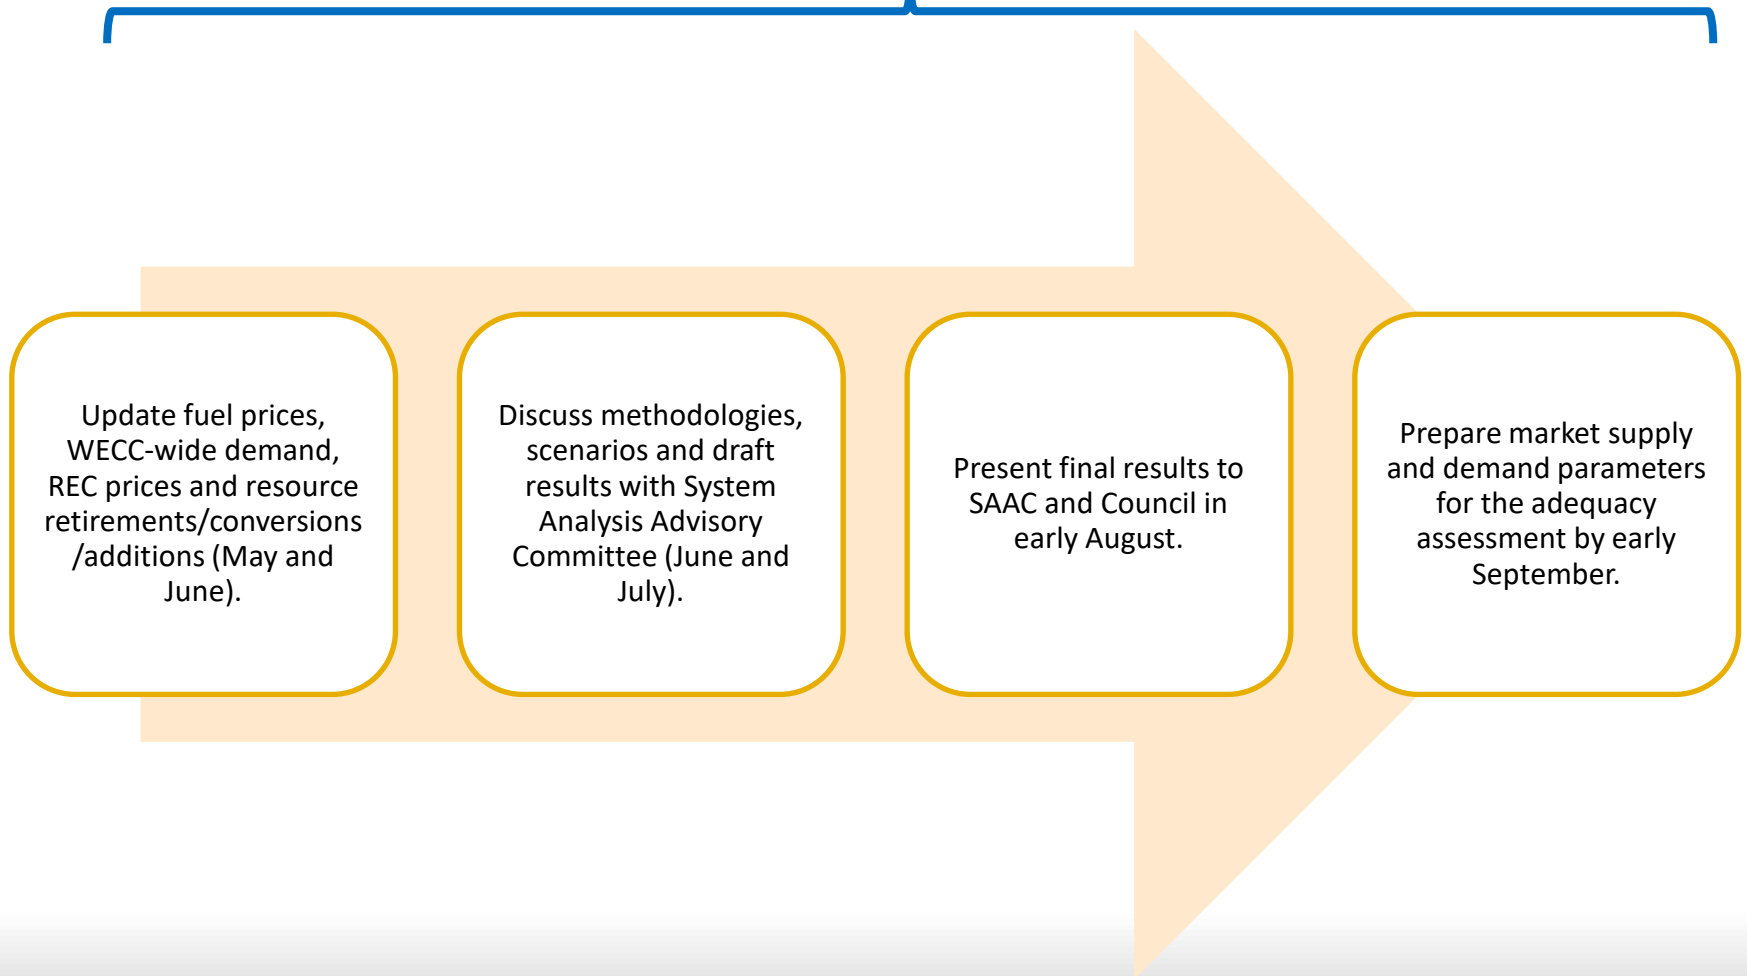 Update fuel prices,
WECC-wide demand,
REC prices and resource
retirements/conversions
/additions (May and
June).
Discuss methodologies,
scenarios and draft
results with System
Analysis Advisory
Committee (June and
July).
Present final results to
SAAC and Council in
early August.
Prepare market supply
and demand parameters
for the adequacy
assessment by early
September.